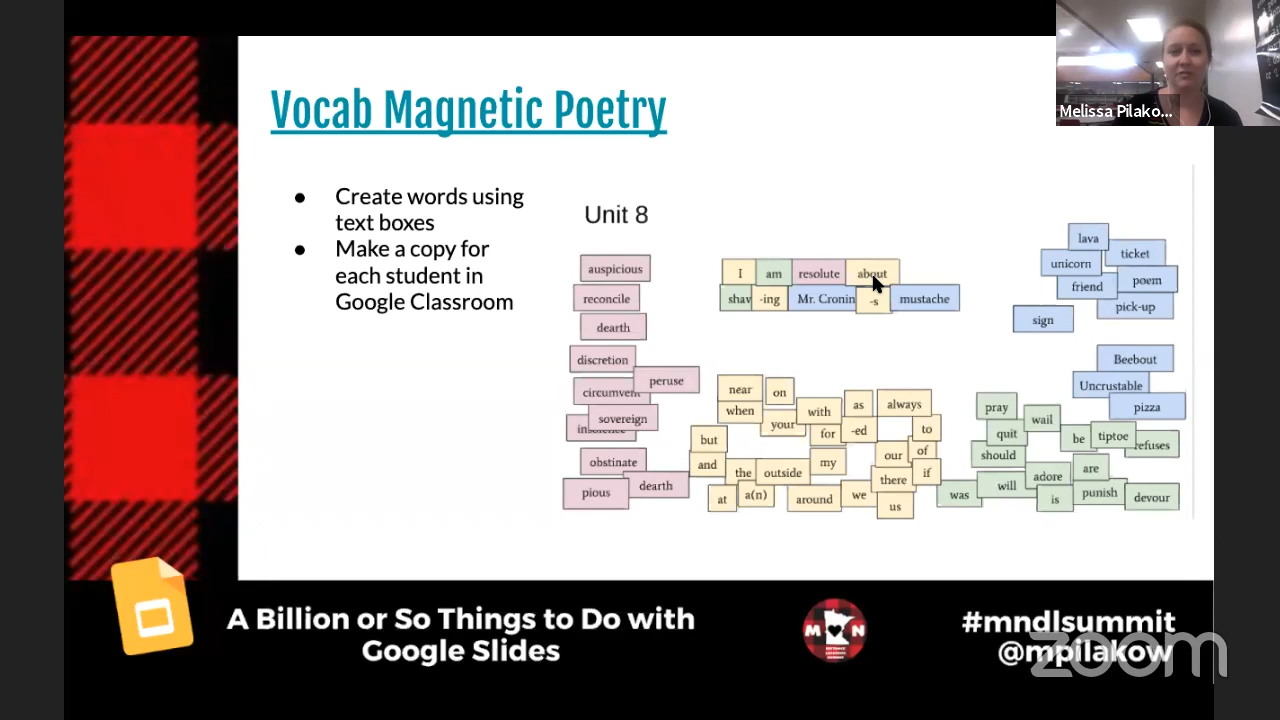 Melissa Pilako...
Vocab Magnetic Poetry
● Create words using
text boxes
● Make a copy for
each student in
Google Classroom
Unit 8
auspicious
reconcile
dearth
discretion
circumvent
peruse
sovereign
obstinate
dearth
pious
I am resolute about
shav -ing Mr. Cronin -s mustache
near
on
when
your
with
as
always
for
-ed
to
but
and
the
outside
my
our
of
there
if
at
a(n)
around
we
us
lava
ticket
unicorn
friend
poem
pick-up
sign
Beebout
Uncrustable
pizza
pray
wail
quit
be
tiptoe
refuses
should
will
adore
are
was
is
punish
devour
A Billion or So Things to Do with
Google Slides
M N
#mndlsummit
@mpilakow
zoom